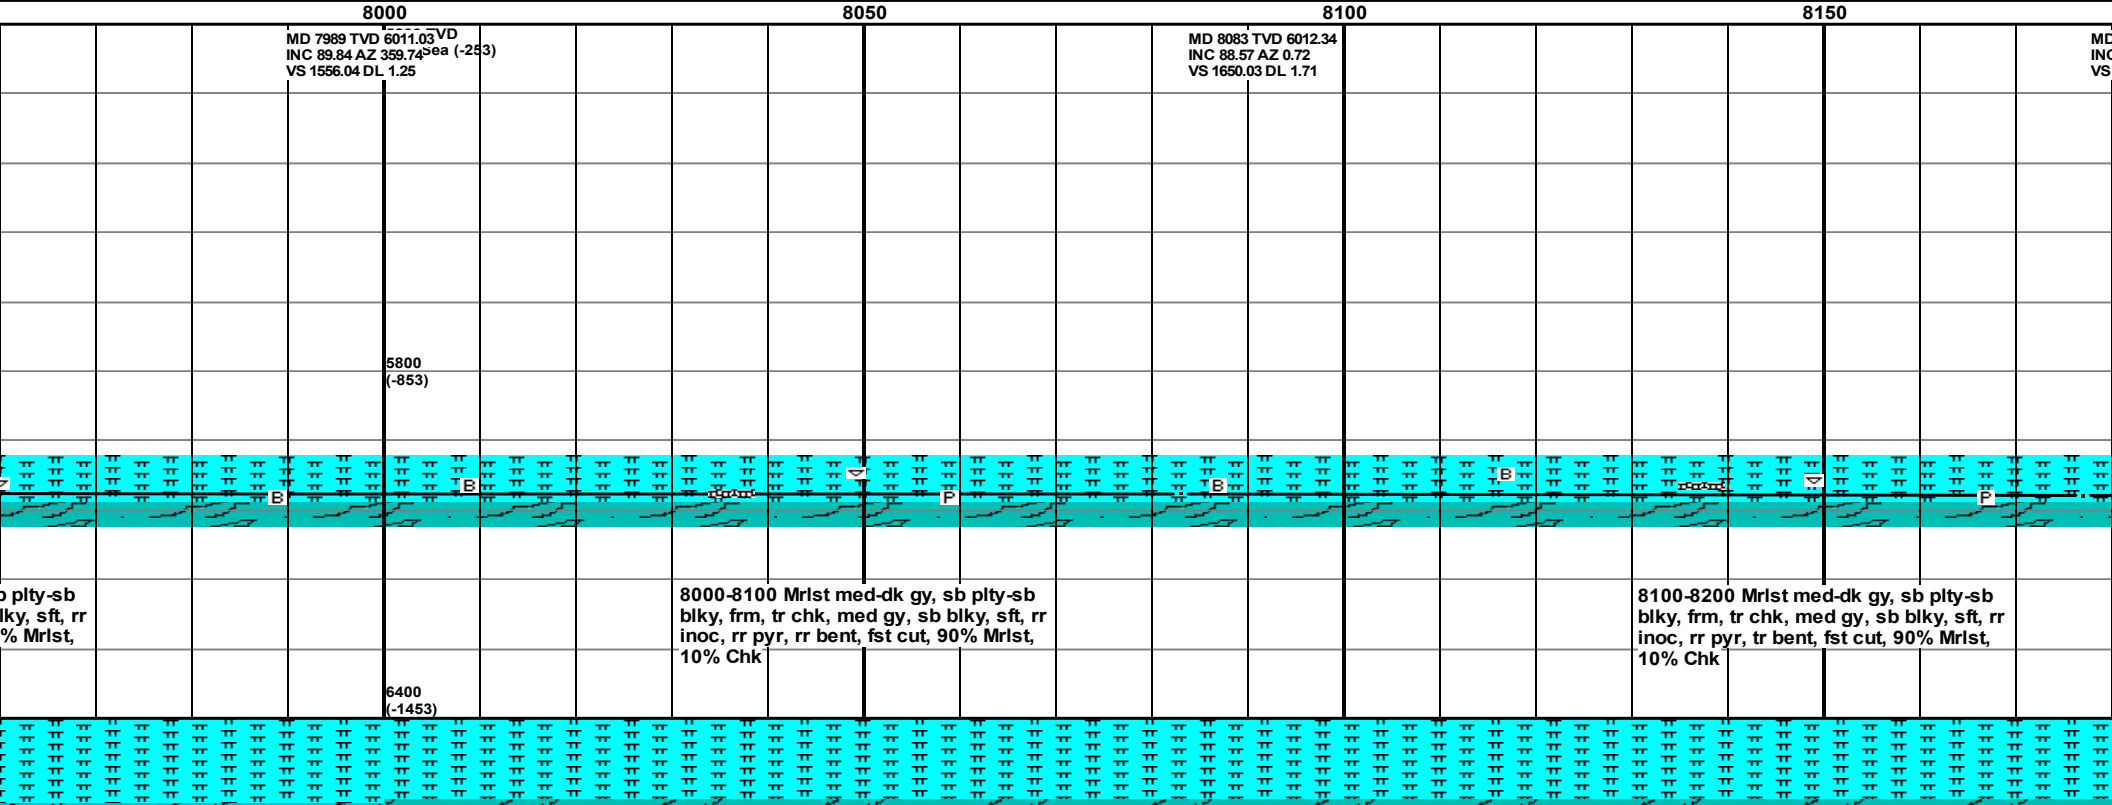 8000
8050
8100
8150
MD 7989 TVD 6011.03
INC 89.84 AZ 359.74
VS 1556.04 DL 1.25
TVD
Sea (-253)
MD 8083 TVD 6012.34
INC 88.57 AZ 0.72
VS 1650.03 DL 1.71
MD
INC
VS
5800
(-853)
B
B
P
B
B
P
plty-sb
lky, sft, rr
% Mrlst,
8000-8100 Mrlst med-dk gy, sb plty-sb
blky, frm, tr chk, med gy, sb blky, sft, rr
inoc, rr pyr, rr bent, fst cut, 90% Mrlst,
10% Chk
8100-8200 Mrlst med-dk gy, sb plty-sb
blky, frm, tr chk, med gy, sb blky, sft, rr
inoc, rr pyr, tr bent, fst cut, 90% Mrlst,
10% Chk
6400
(-1453)